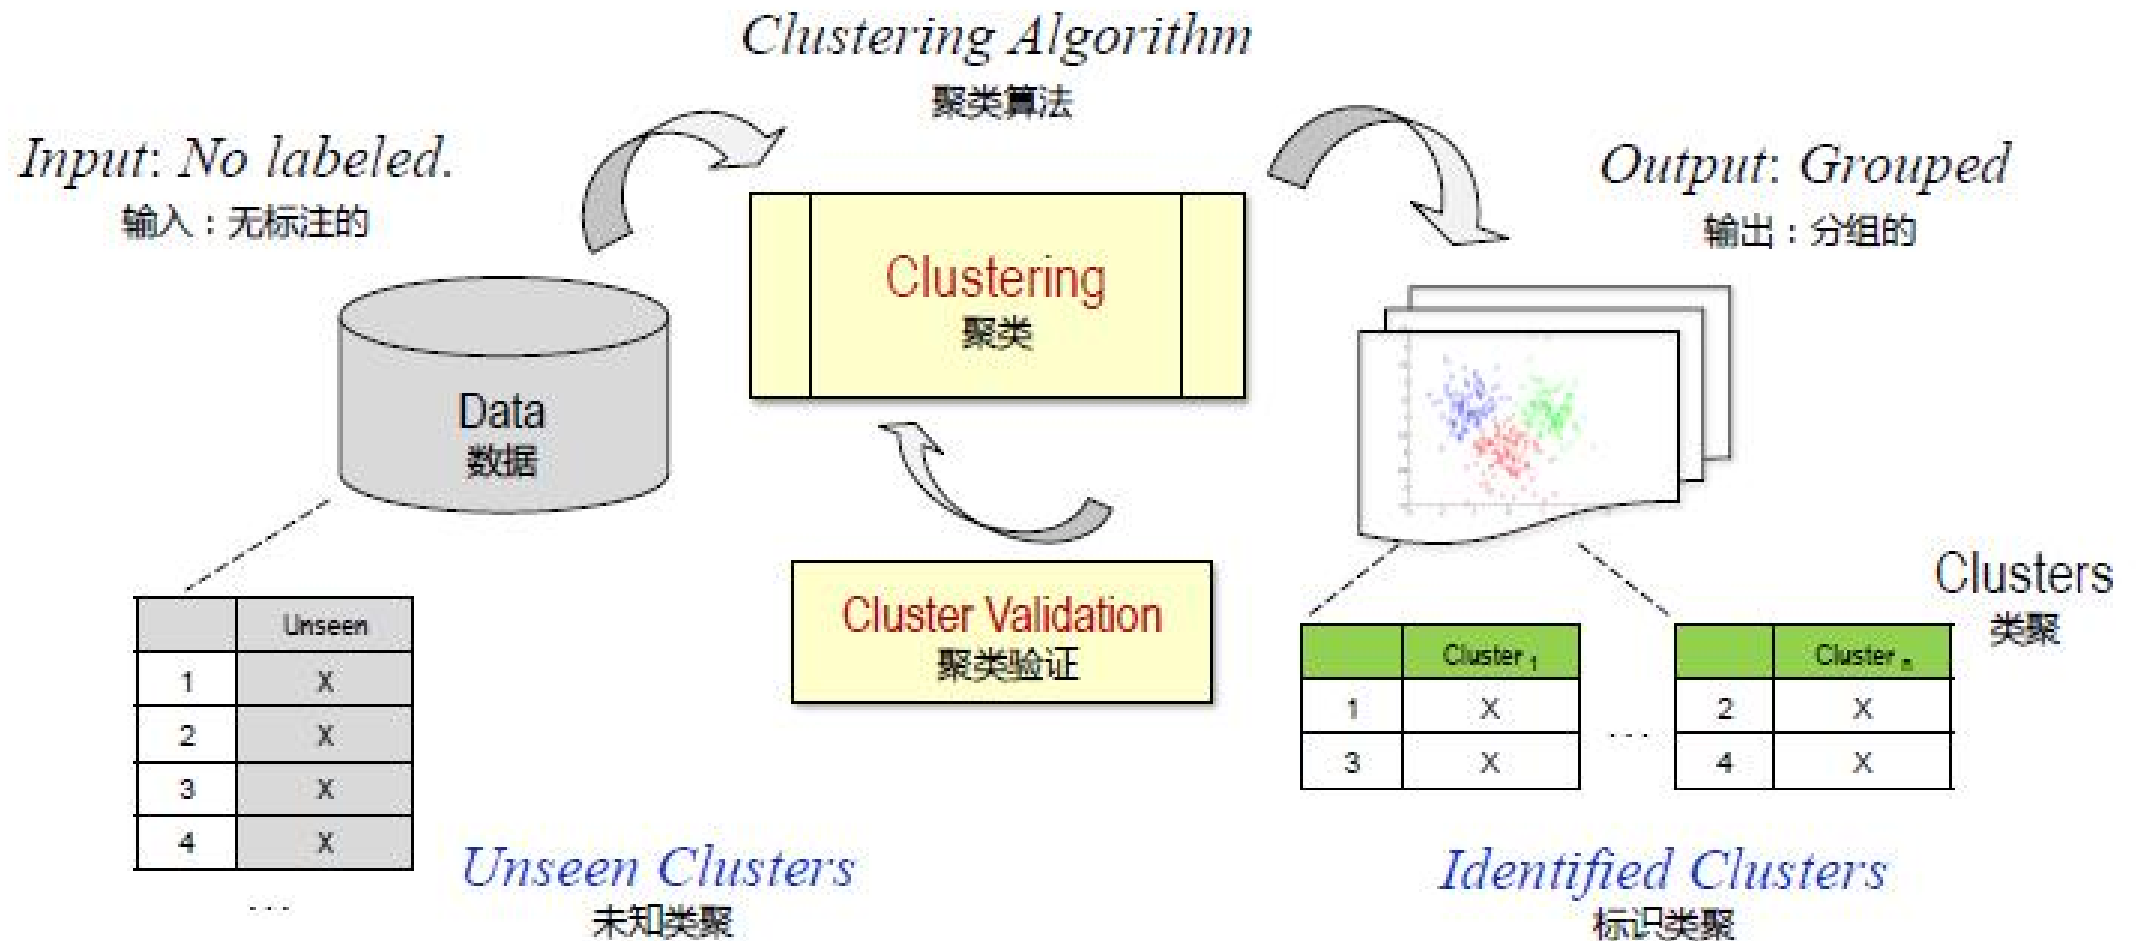 Clustering Algorithm
聚类算法
Input: No labeled.
输入：无标注的
Output: Grouped
输出：分组的
Clustering
聚类
Data
数据
Cluster Validation
聚类验证
Clusters
类聚
Unseen
1 X
2 X
3 X
4 X
...
Cluster 1
1 X
3 X
...
Cluster n
2 X
4 X
Unseen Clusters
未知类聚
Identified Clusters
标识类聚